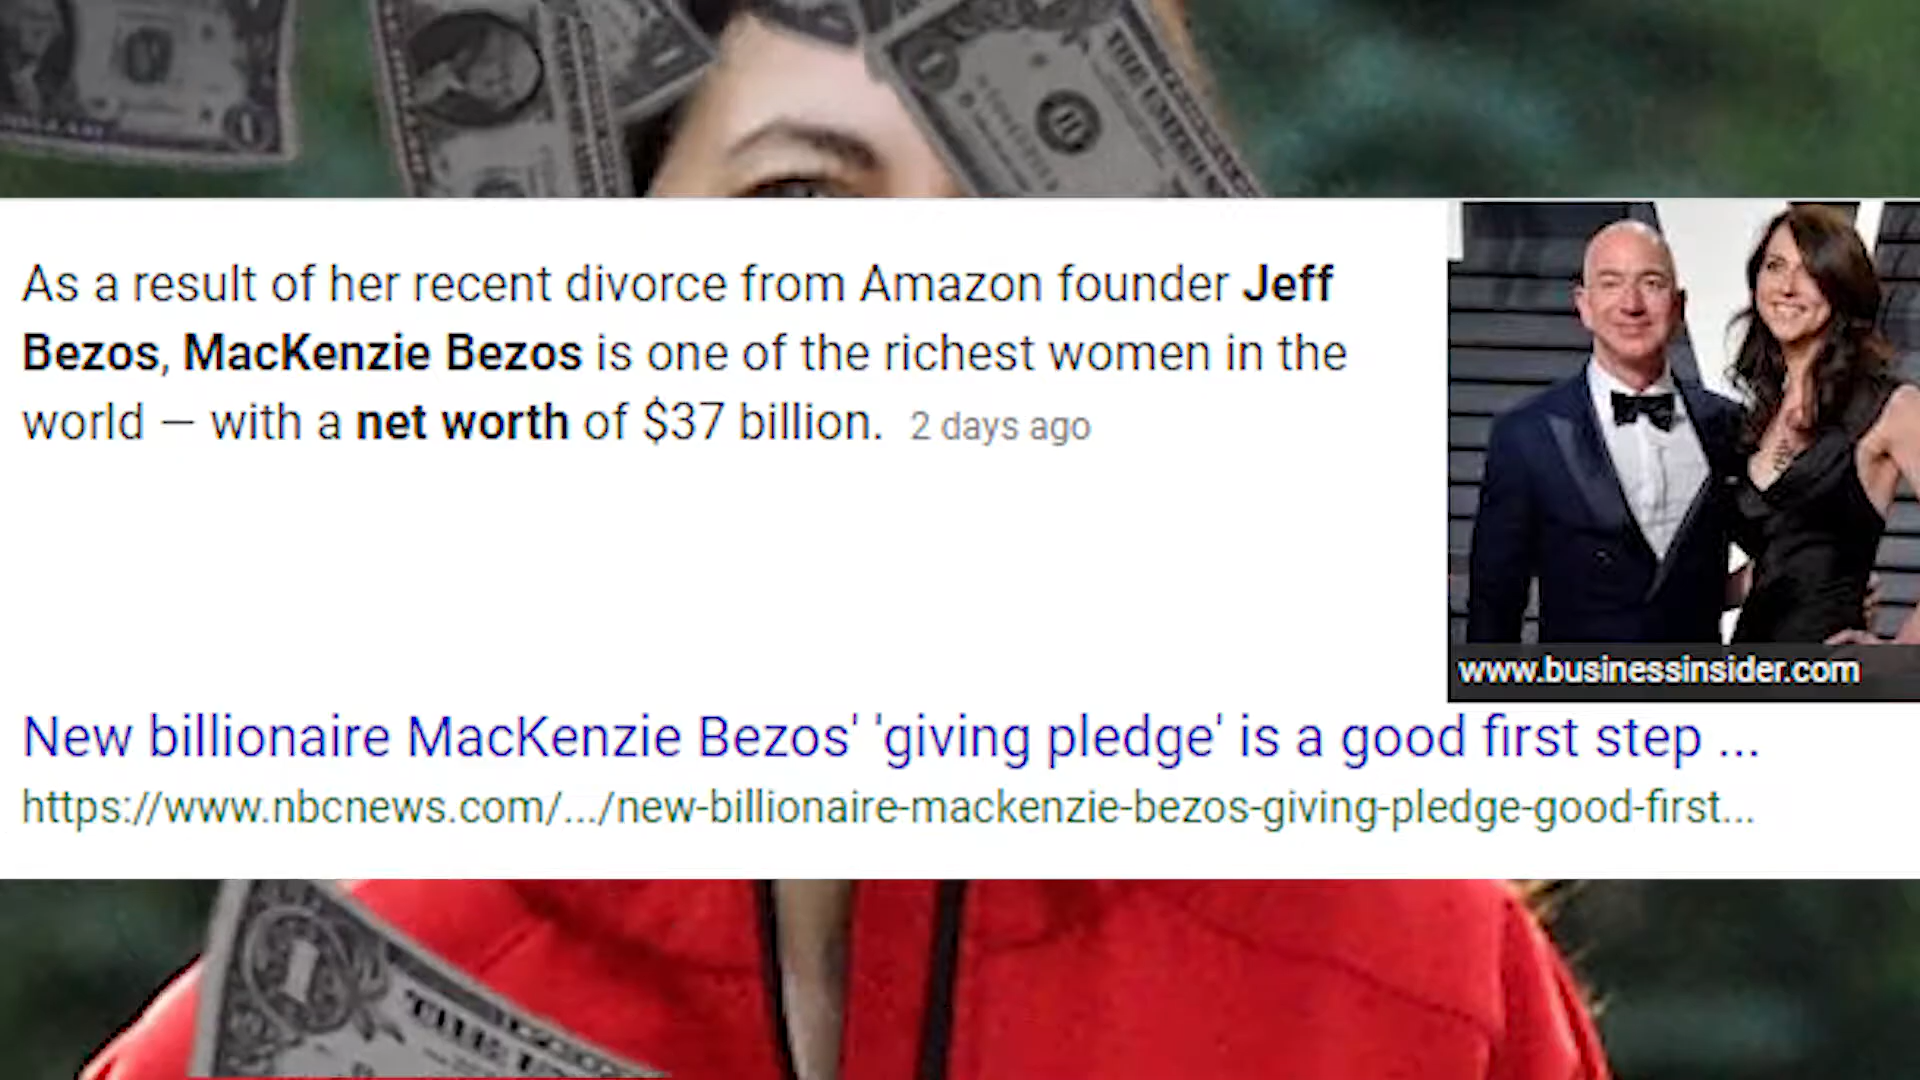 As a result of her recent divorce from Amazon founder Jeff
Bezos, MacKenzie Bezos is one of the richest women in the
world — with a net worth of $37 billion. 2 days ago
www.businessinsider.com
New billionaire MacKenzie Bezos' 'giving pledge' is a good first step ...
https://www.nbcnews.com/.../new-billionaire-mackenzie-bezos-giving-pledge-good-first...